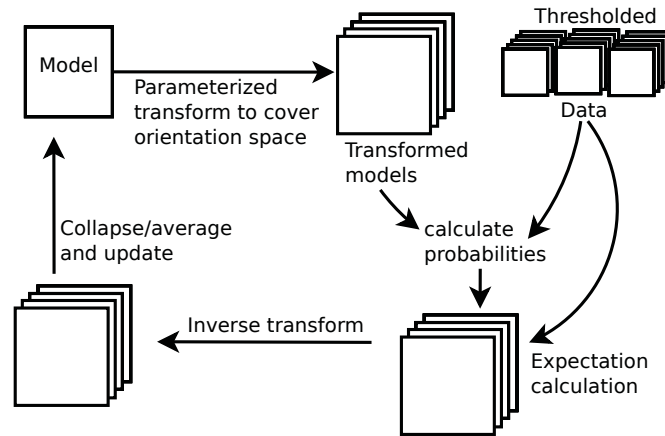 Thresholded
Model
Parameterized
transform to cover
orientation space
Data
Transformed
models
Collapse/average
and update
calculate
probabilities
Inverse transform
Expectation
calculation